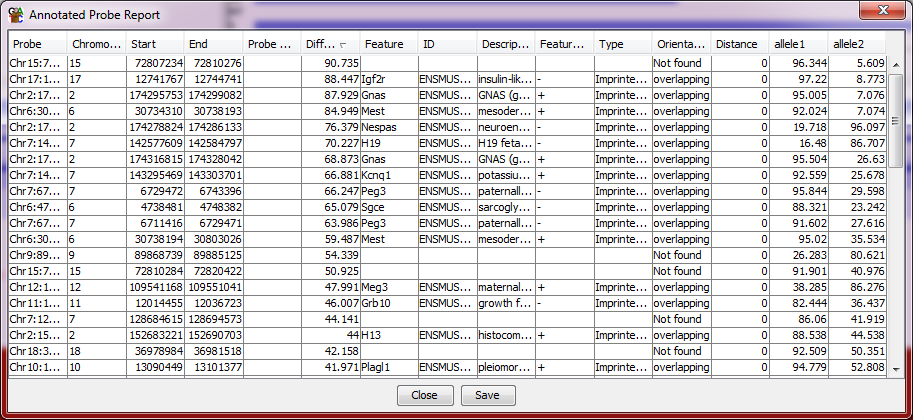 Annotated Probe Report
Probe Chromo... Start End Probe ... Diff... Feature ID Descrip... Featur... Type Orienta... Distance allele1 allele2
Chr15:7... 15 72807234 72810276 90.735 Not found 0 96.344 5.609
Chr17:1... 17 12741767 12744741 88.447 Igf2r ENSMUS... insulin-lik... - Imprinte... overlapping 0 97.22 8.773
Chr2:17... 2 174295753 174299082 87.929 Gnas ENSMUS... GNAS (g... + Imprinte... overlapping 0 95.005 7.076
Chr6:30... 6 30734310 30738193 84.949 Mest ENSMUS... mesoder... + Imprinte... overlapping 0 92.024 7.074
Chr2:17... 2 174278824 174286133 76.379 Nespas ENSMUS... neuroen... - Imprinte... overlapping 0 19.718 96.097
Chr7:14... 7 142577609 142584797 70.227 H19 ENSMUS... H19 feta... - Imprinte... overlapping 0 16.48 86.707
Chr2:17... 2 174316815 174328042 68.873 Gnas ENSMUS... GNAS (g... + Imprinte... overlapping 0 95.504 26.63
Chr7:14... 7 143295469 143303701 66.881 Kcnq1 ENSMUS... potassiu... + Imprinte... overlapping 0 92.559 25.678
Chr7:67... 7 6729472 6743396 66.247 Peg3 ENSMUS... paternall... - Imprinte... overlapping 0 95.844 29.598
Chr6:47... 6 4738481 4748382 65.079 Sgce ENSMUS... sarcogly... - Imprinte... overlapping 0 88.321 23.242
Chr7:67... 7 6711416 6729471 63.986 Peg3 ENSMUS... paternall... - Imprinte... overlapping 0 91.602 27.616
Chr6:30... 6 30738194 30803026 59.487 Mest ENSMUS... mesoder... + Imprinte... overlapping 0 95.02 35.534
Chr9:89... 9 89868739 89885125 54.339 Not found 0 26.283 80.621
Chr15:7... 15 72810284 72820422 50.925 Not found 0 91.901 40.976
Chr12:1... 12 109541168 109551041 47.991 Meg3 ENSMUS... maternal... + Imprinte... overlapping 0 38.285 86.276
Chr11:1... 11 12014455 12036723 46.007 Grb10 ENSMUS... growth f... - Imprinte... overlapping 0 82.444 36.437
Chr7:12... 7 128684615 128694573 44.141 Not found 0 86.06 41.919
Chr2:15... 2 152683221 152690703 44 H13 ENSMUS... histocom... + Imprinte... overlapping 0 88.538 44.538
Chr18:3... 18 36978984 36981518 42.158 Not found 0 92.509 50.351
Chr10:1... 10 13090449 13101377 41.971 Plagl1 ENSMUS... pleiomor... + Imprinte... overlapping 0 94.779 52.808
Close Save